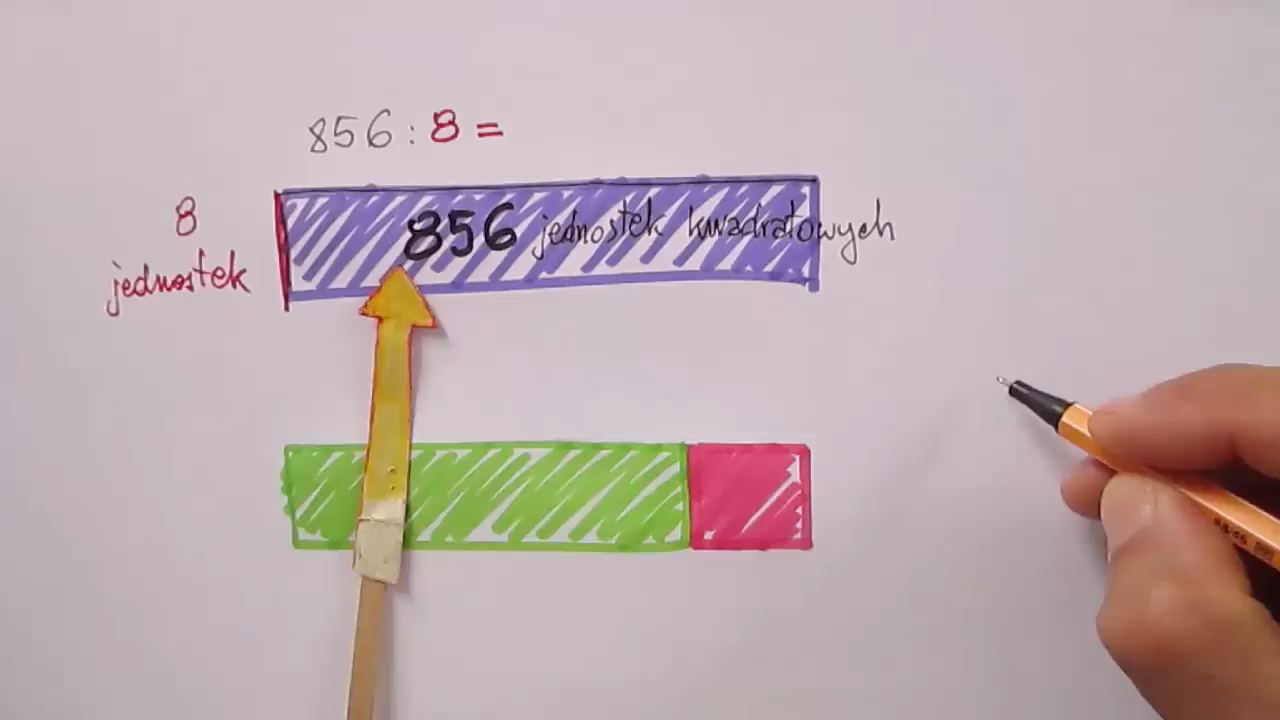 856 : 8 =
856 jednostek kwadratowych
8
jednostek